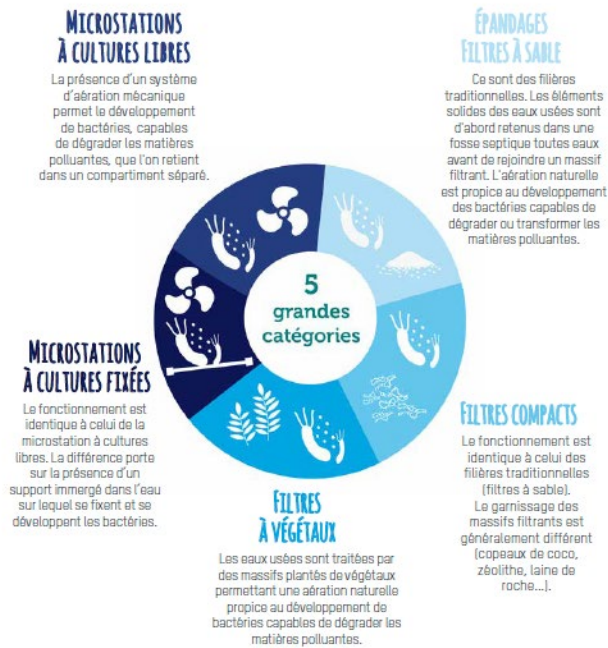 MICROSTATIONS
À CULTURES LIBRES
La présence d'un système
d'aération mécanique
permet le développement
de bactéries, capables
de dégrader les matières
polluantes, que l'on retient
dans un compartiment séparé.
ÉPANDAGES
FILTRES À SABLE
Ce sont des filières
traditionnelles. Les éléments
solides des eaux usées sont
d'abord retenus dans une
fosse septique toutes eaux
avant de rejoindre un massif
filtrant. L'aération naturelle
est propice au développement
des bactéries capables de
dégrader ou transformer les
matières polluantes.
5
grandes
catégories
MICROSTATIONS
À CULTURES FIXÉES
Le fonctionnement est
identique à celui de la
microstation à cultures
libres. La différence porte
sur la présence d'un
support immergé dans l'eau
sur lequel se fixent et se
développent les bactéries.
FILTRES COMPACTS
Le fonctionnement est
identique à celui des
filières traditionnelles
(filtres à sable).
Le garnissage des
massifs filtrants est
généralement différent
(copeaux de coco,
zéolithe, laine de
roche...).
FILTRES
À VÉGÉTAUX
Les eaux usées sont traitées par
des massifs plantés de végétaux
permettant une aération naturelle
propice au développement de
bactéries capables de dégrader les
matières polluantes.